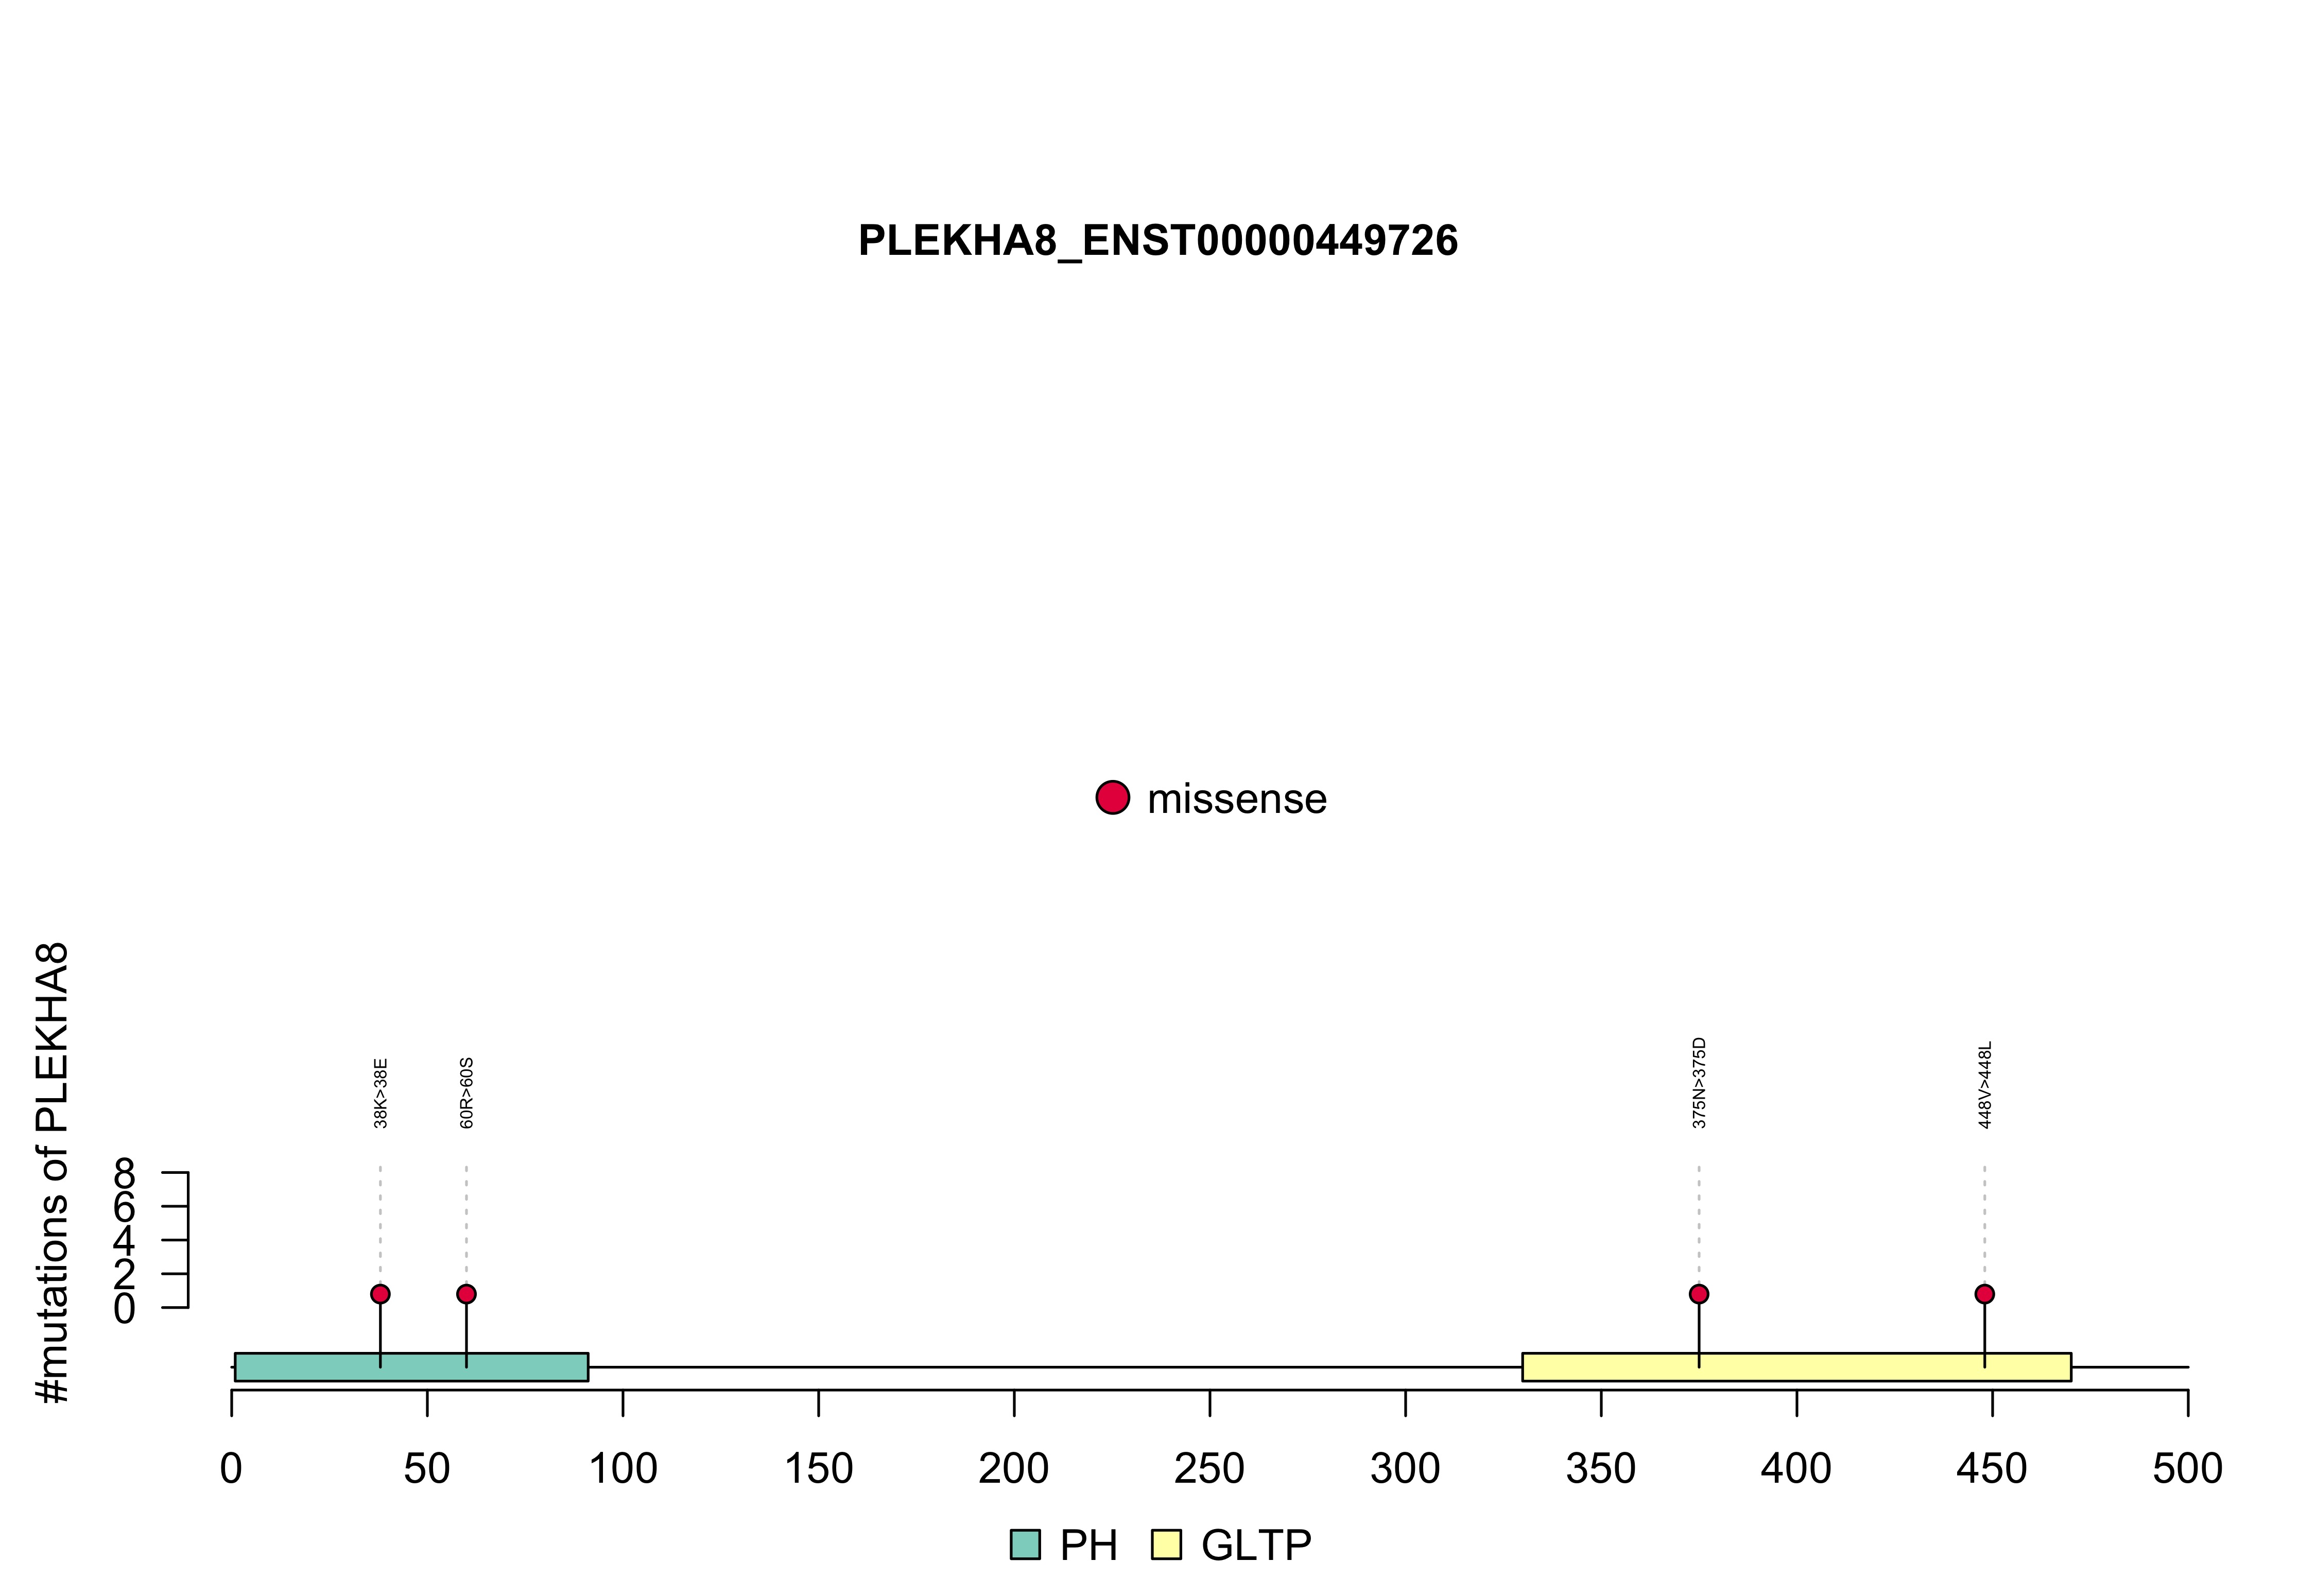 PLEKHA8_ENST00000449726
missense
#mutations of PLEKHA8
38K>38E
60R>60S
375N>375D
448V>448L
8
6
4
2
0
0 50 100 150 200 250 300 350 400 450 500
PH GLTP